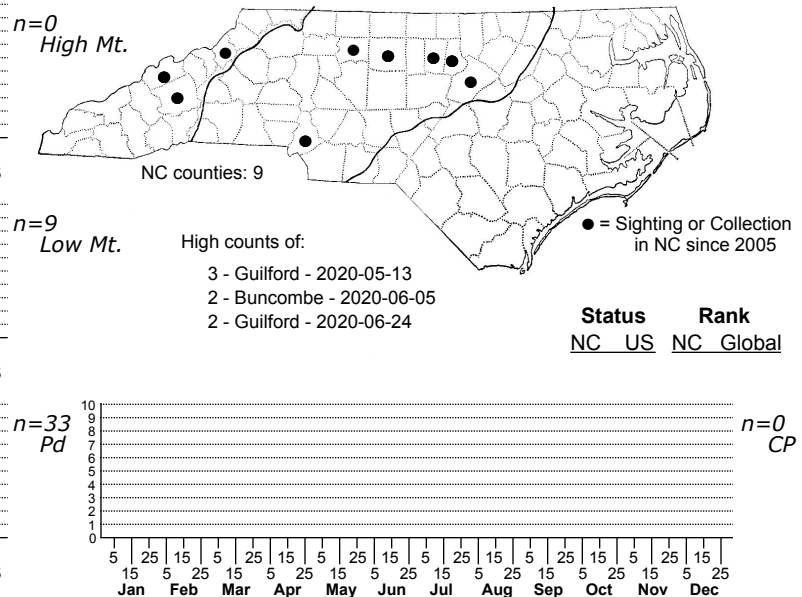 n=0
High Mt.
NC counties: 9
n=9
Low Mt.
High counts of:
3 - Guilford - 2020-05-13
2 - Buncombe - 2020-06-05
2 - Guilford - 2020-06-24
● = Sighting or Collection
in NC since 2005
Status Rank
NC US NC Global
n=33
Pd
n=0
CP
10
9
8
7
6
5
4
3
2
1
0
5 25 15 5 25 15 5 25 15 5 25 15 5 25 15 5 25 15
15 5 25 15 5 25 15 5 25 15 5 25 15 5 25 15 5 25
Jan Feb Mar Apr May Jun Jul Aug Sep Oct Nov Dec